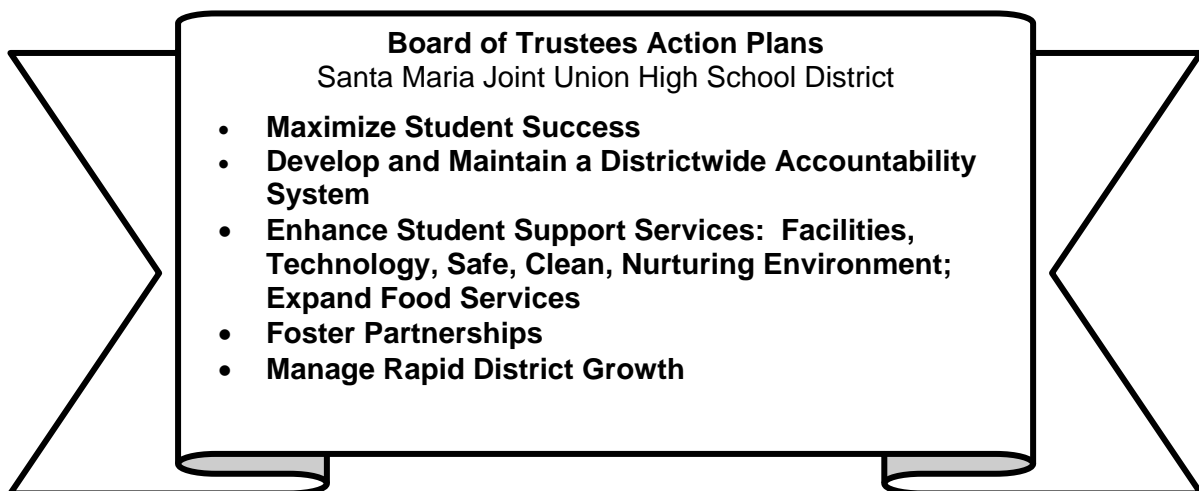 Board of Trustees Action Plans
Santa Maria Joint Union High School District
• Maximize Student Success
• Develop and Maintain a Districtwide Accountability
System
• Enhance Student Support Services:  Facilities,
Technology, Safe, Clean, Nurturing Environment;
Expand Food Services
• Foster Partnerships
• Manage Rapid District Growth